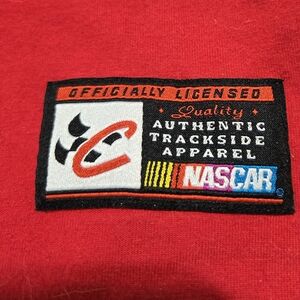 OFFICIALLY LICENSED
Quality
AUTHENTIC
TRACKSIDE
APPAREL
NASCAR